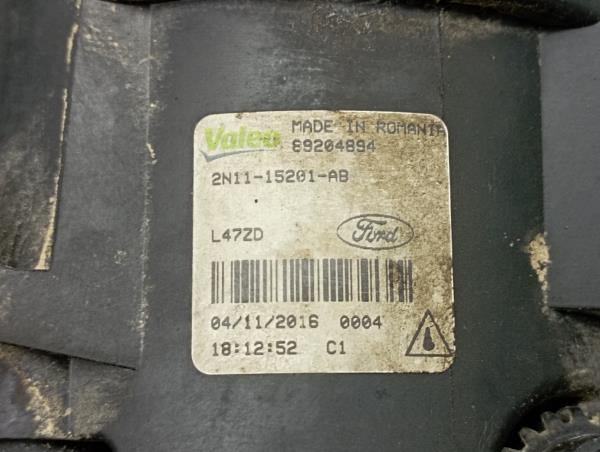 Valeo MADE IN ROMANIA
89204894
2N11-15201-AB
L47ZD Ford
04/11/2016 0004
18:12:52 C1